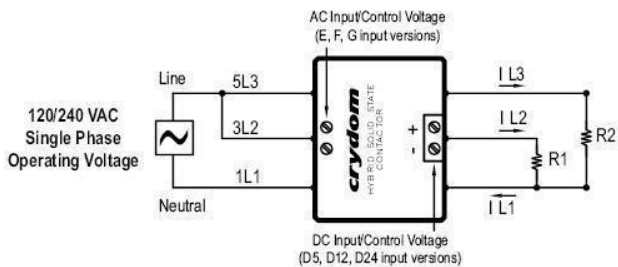 AC Input/Control Voltage
(E, F, G input versions)
Line
5L3
I L3
120/240 VAC
Single Phase
Operating Voltage
3L2
crydom
HYBRID SOLID STATE
CONTACTOR
+
-
I L2
R2
R1
1L1
Neutral
I L1
DC Input/Control Voltage
(D5, D12, D24 input versions)